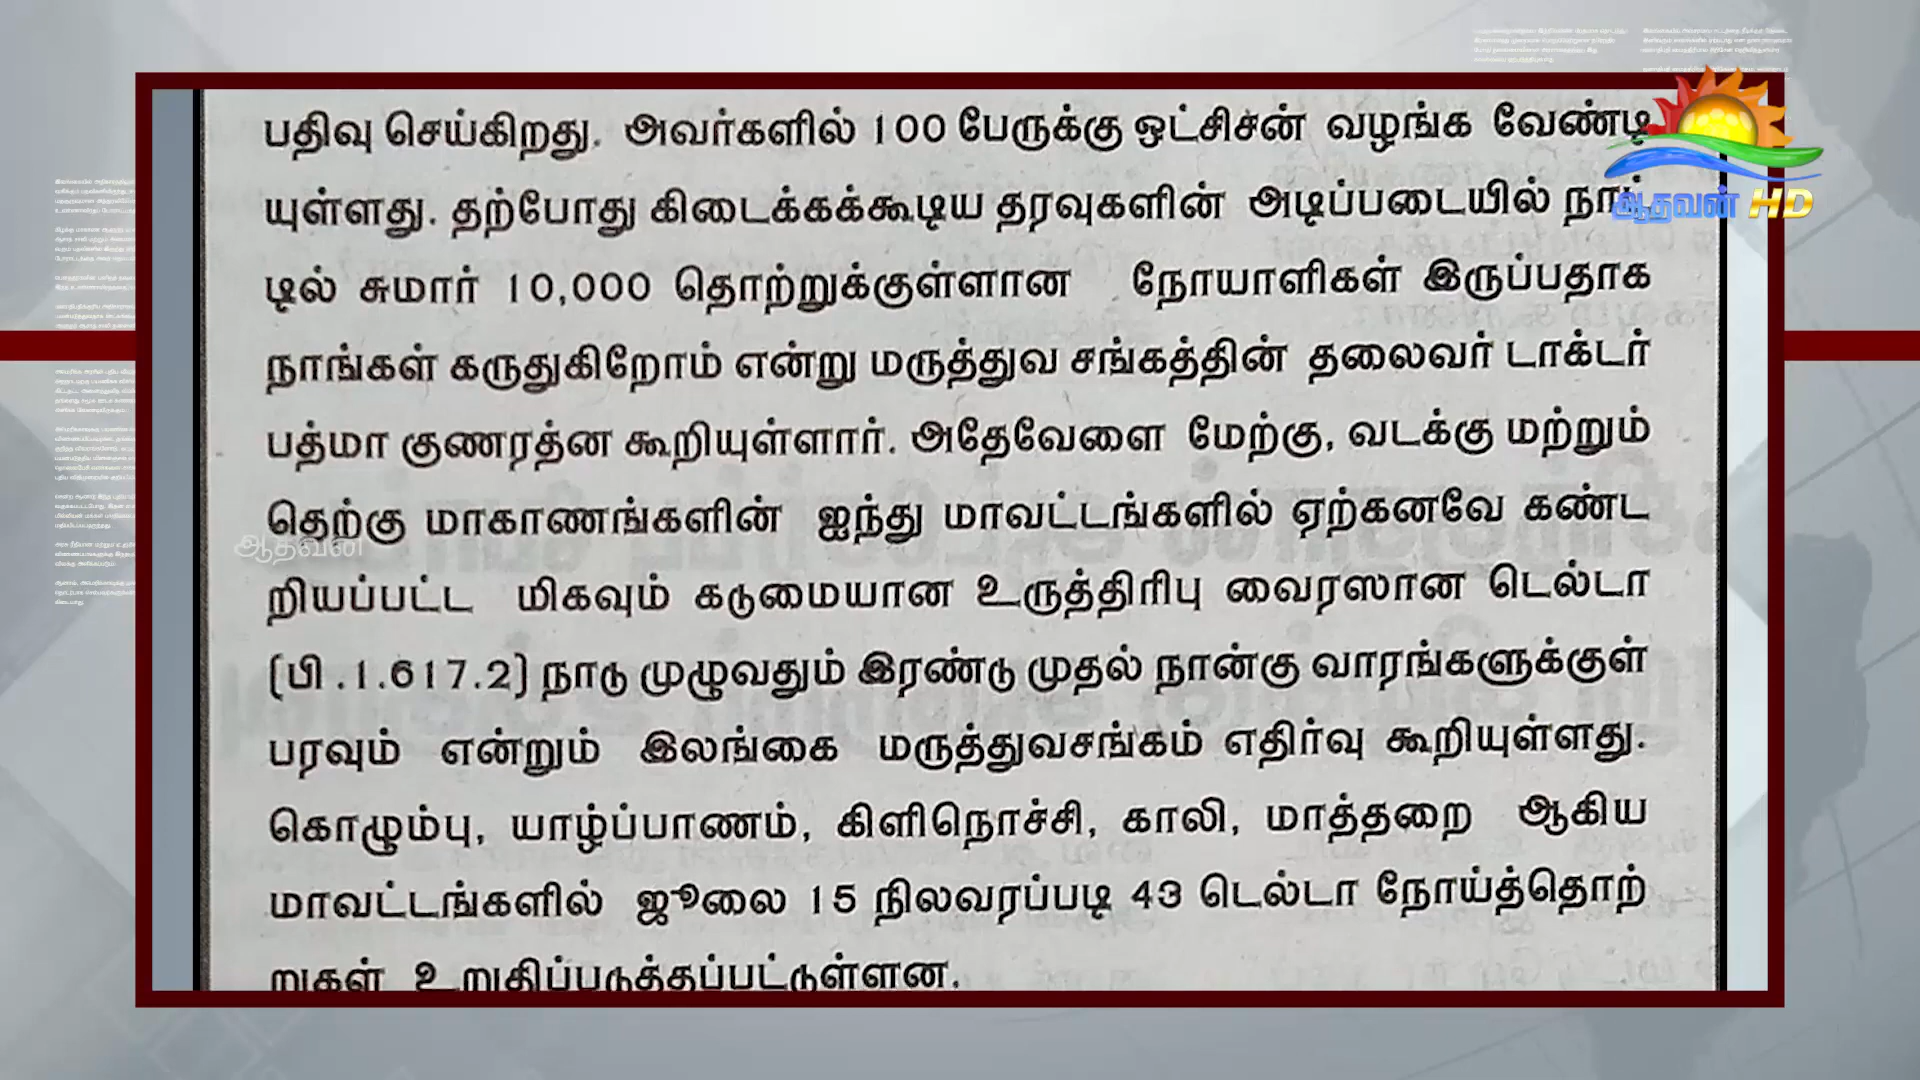 பதிவு செய்கிறது. அவர்களில் 100 பேருக்கு ஒட்சிசன் வழங்க வேண்டி
யுள்ளது. தற்போது கிடைக்கக்கூடிய தரவுகளின் அடிப்படையில் நாட்
டில் சுமார் 10,000 தொற்றுக்குள்ளான நோயாளிகள் இருப்பதாக
நாங்கள் கருதுகிறோம் என்று மருத்துவ சங்கத்தின் தலைவர் டாக்டர்
பத்மா குணரத்ன கூறியுள்ளார். அதேவேளை மேற்கு, வடக்கு மற்றும்
தெற்கு மாகாணங்களின் ஐந்து மாவட்டங்களில் ஏற்கனவே கண்ட
றியப்பட்ட மிகவும் கடுமையான உருத்திரிபு வைரஸான டெல்டா
(பி.1.617.2) நாடு முழுவதும் இரண்டு முதல் நான்கு வாரங்களுக்குள்
பரவும் என்றும் இலங்கை மருத்துவசங்கம் எதிர்வு கூறியுள்ளது.
கொழும்பு, யாழ்ப்பாணம், கிளிநொச்சி, காலி, மாத்தறை ஆகிய
மாவட்டங்களில் ஜூலை 15 நிலவரப்படி 43 டெல்டா நோய்த்தொற்
றுகள் உறுதிப்படுத்தப்பட்டுள்ளன.
ஆதவன் HD
ஆதவன்